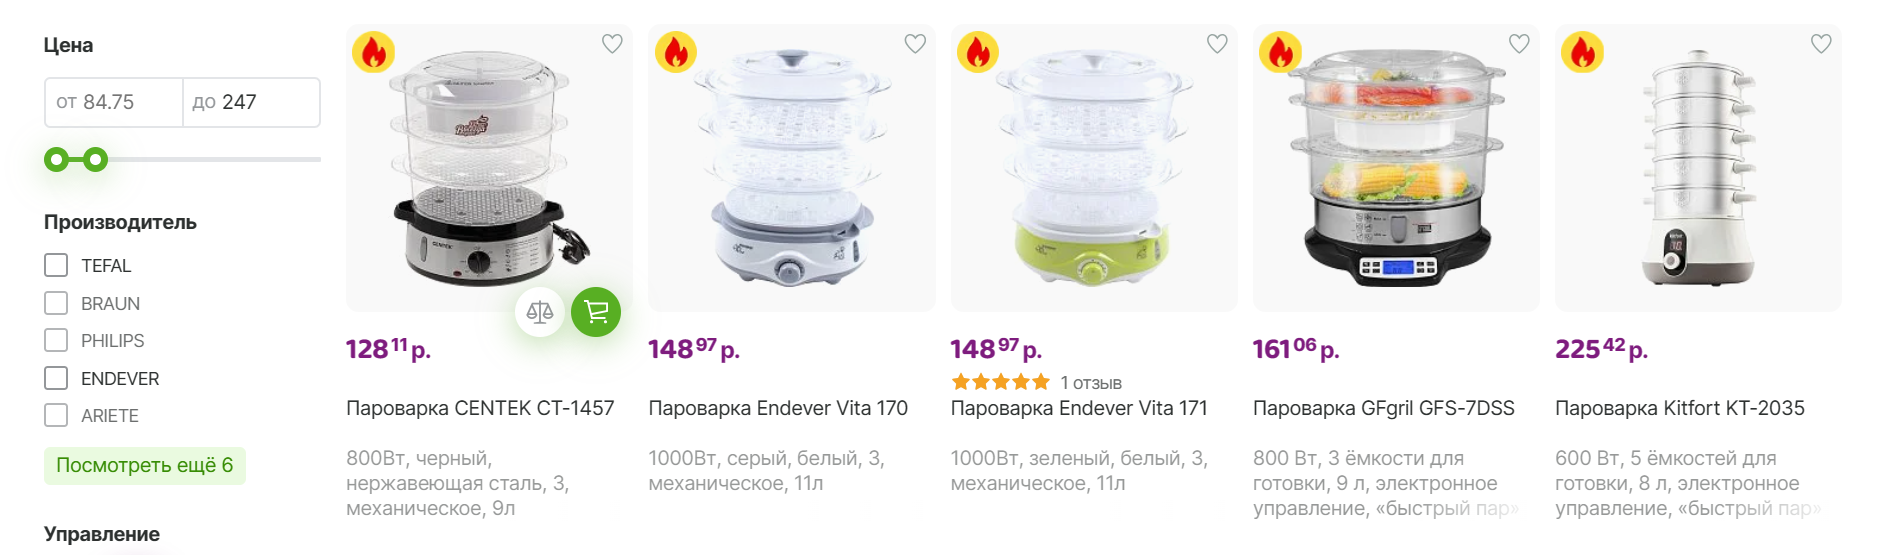 Цена
от 84.75
до 247
Производитель
TEFAL
BRAUN
PHILIPS
ENDEVER
ARIETE
Посмотреть ещё 6
Управление
128 11 р.
Пароварка CENTEK CT-1457
800Вт, черный,
нержавеющая сталь, 3,
механическое, 9л
148 97 р.
Пароварка Endever Vita 170
1000Вт, серый, белый, 3,
механическое, 11л
148 97 р.
1 отзыв
Пароварка Endever Vita 171
1000Вт, зеленый, белый, 3,
механическое, 11л
161 06 р.
Пароварка GFgril GFS-7DSS
800 Вт, 3 ёмкости для
готовки, 9 л, электронное
управление, «быстрый пар»
225 42 р.
Пароварка Kitfort KT-2035
600 Вт, 5 ёмкостей для
готовки, 8 л, электронное
управление, «быстрый пар»